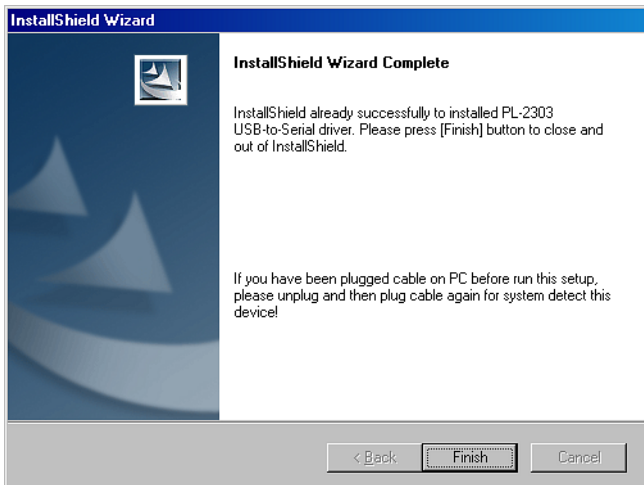 InstallShield Wizard
InstallShield Wizard Complete
InstallShield already successfully to installed PL-2303
USB-to-Serial driver. Please press [Finish] button to close and
out of InstallShield.
If you have been plugged cable on PC before run this setup,
please unplug and then plug cable again for system detect this
device!
< Back
Finish
Cancel